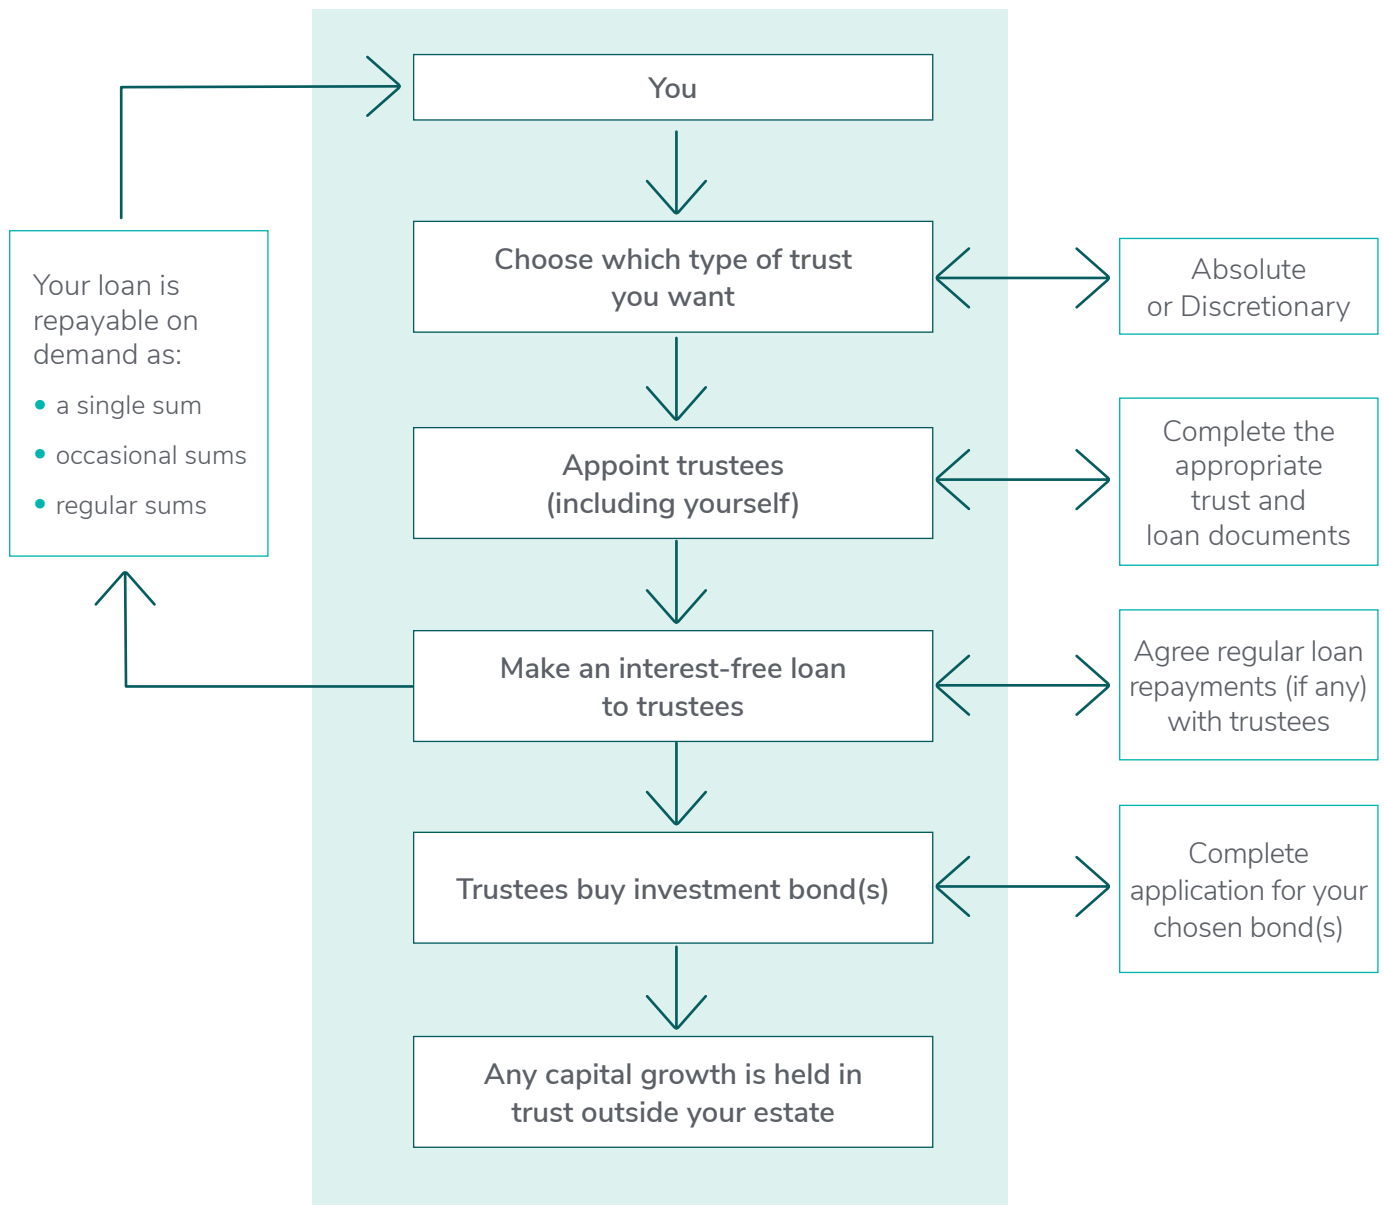 You
Choose which type of trust
you want
Absolute
or Discretionary
Your loan is
repayable on
demand as:
• a single sum
• occasional sums
• regular sums
Appoint trustees
(including yourself)
Complete the
appropriate
trust and
loan documents
Make an interest-free loan
to trustees
Agree regular loan
repayments (if any)
with trustees
Trustees buy investment bond(s)
Complete
application for your
chosen bond(s)
Any capital growth is held in
trust outside your estate